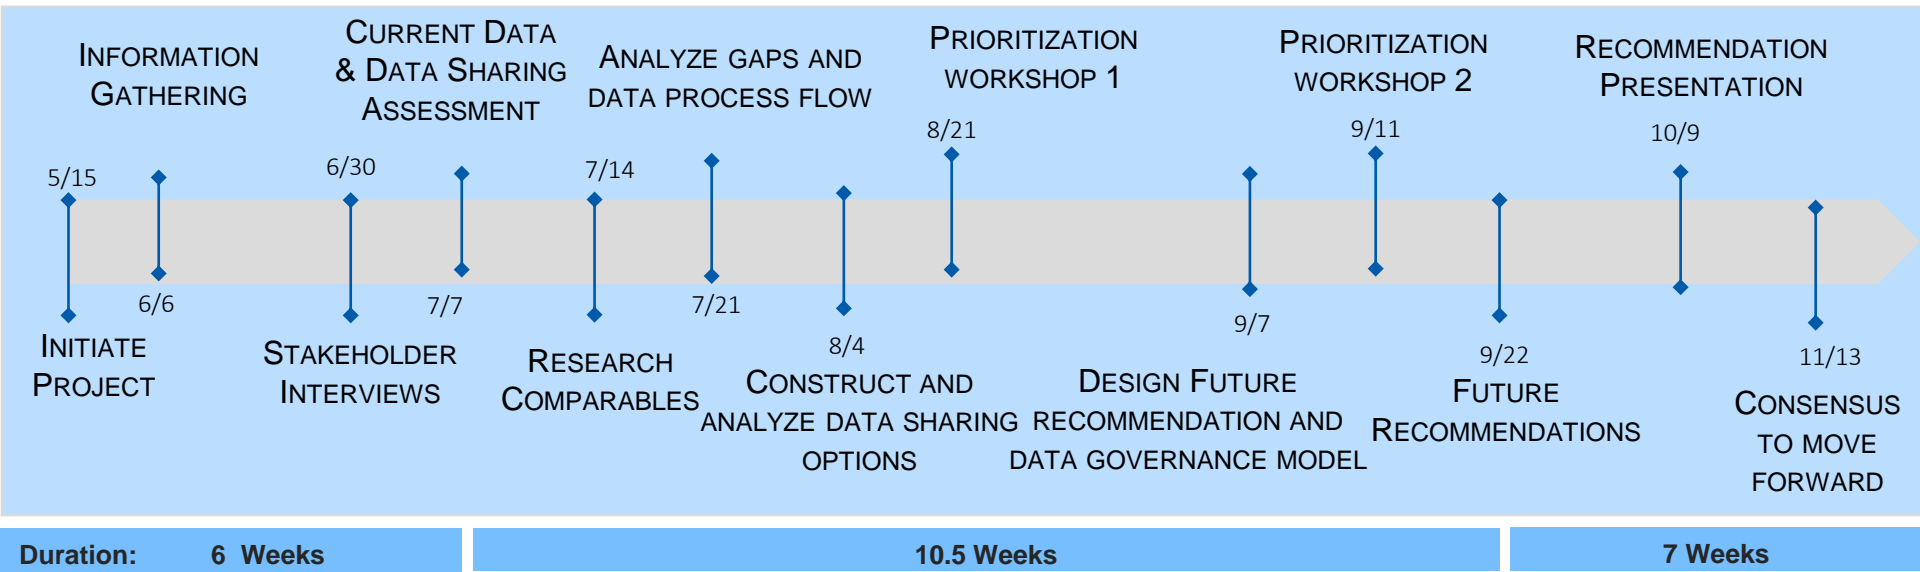 INFORMATION
GATHERING
CURRENT DATA
& DATA SHARING
ASSESSMENT
ANALYZE GAPS AND
DATA PROCESS FLOW
PRIORITIZATION
WORKSHOP 1
PRIORITIZATION
WORKSHOP 2
RECOMMENDATION
PRESENTATION
5/15
6/30
7/14
8/21
9/11
10/9
6/6
7/7
7/21
8/4
9/7
9/22
11/13
INITIATE
PROJECT
STAKEHOLDER
INTERVIEWS
RESEARCH
COMPARABLES
CONSTRUCT AND
ANALYZE DATA SHARING
OPTIONS
DESIGN FUTURE
RECOMMENDATION AND
DATA GOVERNANCE MODEL
FUTURE
RECOMMENDATIONS
CONSENSUS
TO MOVE
FORWARD
Duration: 6 Weeks
10.5 Weeks
7 Weeks